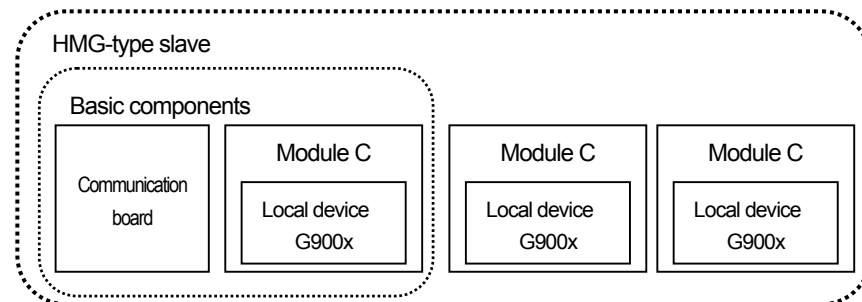 HMG-type slave
Basic components
Communication
board
Module C
Local device
G900x
Module C
Local device
G900x
Module C
Local device
G900x